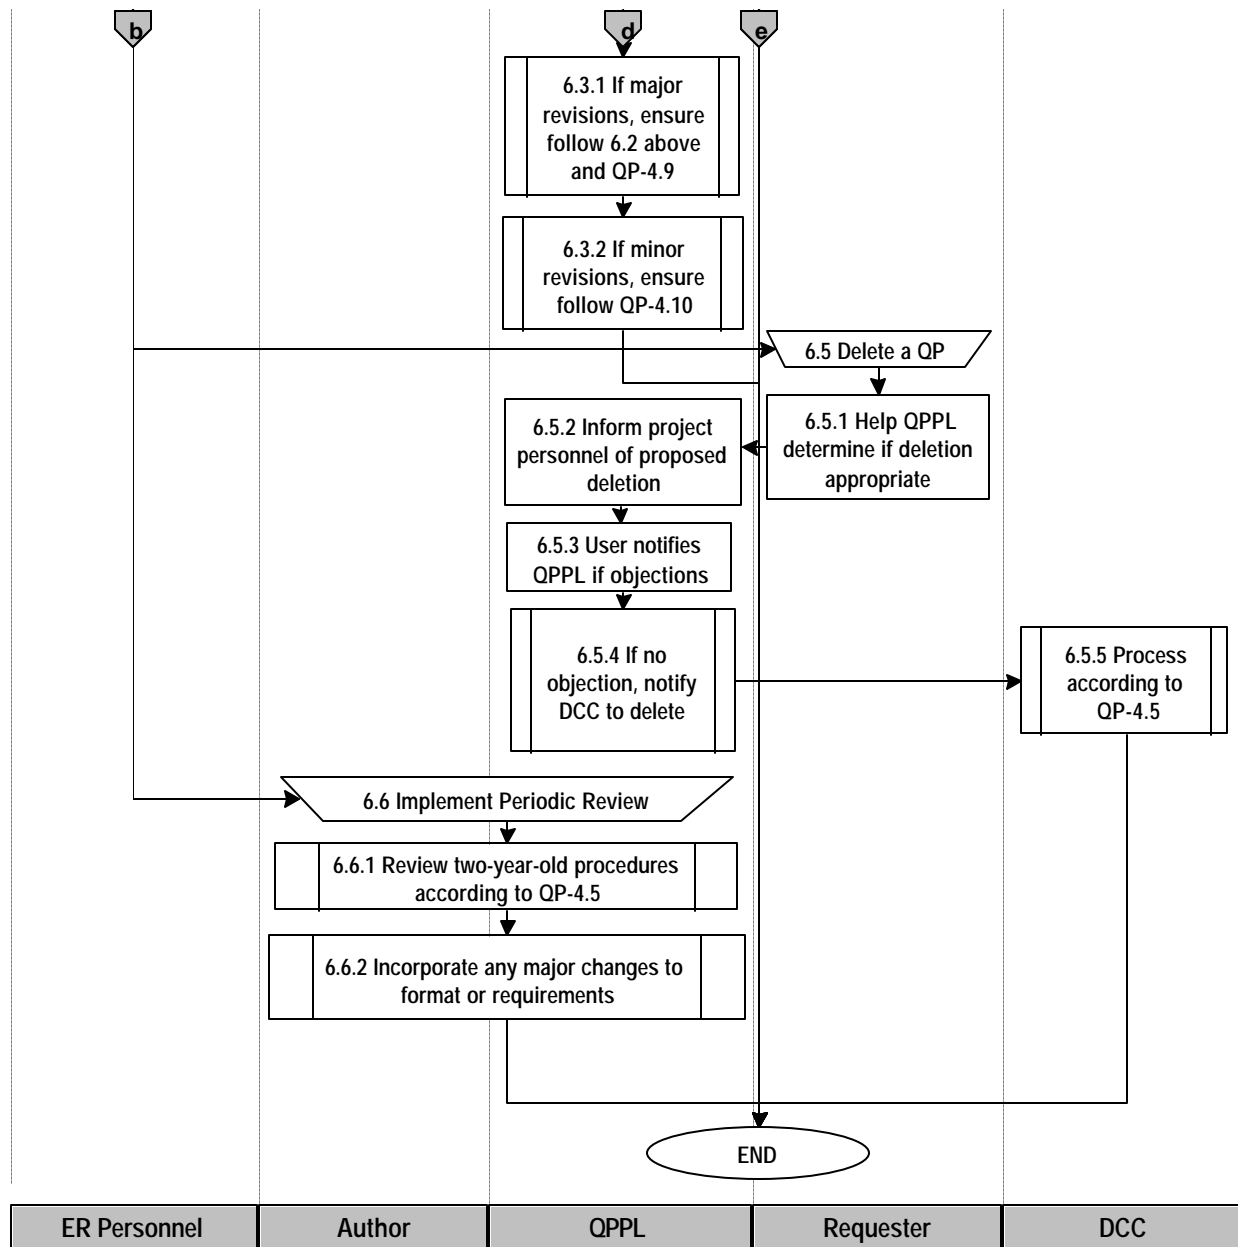 b
d
e
6.3.1 If major
revisions, ensure
follow 6.2 above
and QP-4.9
6.3.2 If minor
revisions, ensure
follow QP-4.10
6.5 Delete a QP
6.5.1 Help QPPL
determine if deletion
appropriate
6.5.2 Inform project
personnel of proposed
deletion
6.5.3 User notifies
QPPL if objections
6.5.4 If no
objection, notify
DCC to delete
6.5.5 Process
according to
QP-4.5
6.6 Implement Periodic Review
6.6.1 Review two-year-old procedures
according to QP-4.5
6.6.2 Incorporate any major changes to
format or requirements
END
ER Personnel
Author
QPPL
Requester
DCC